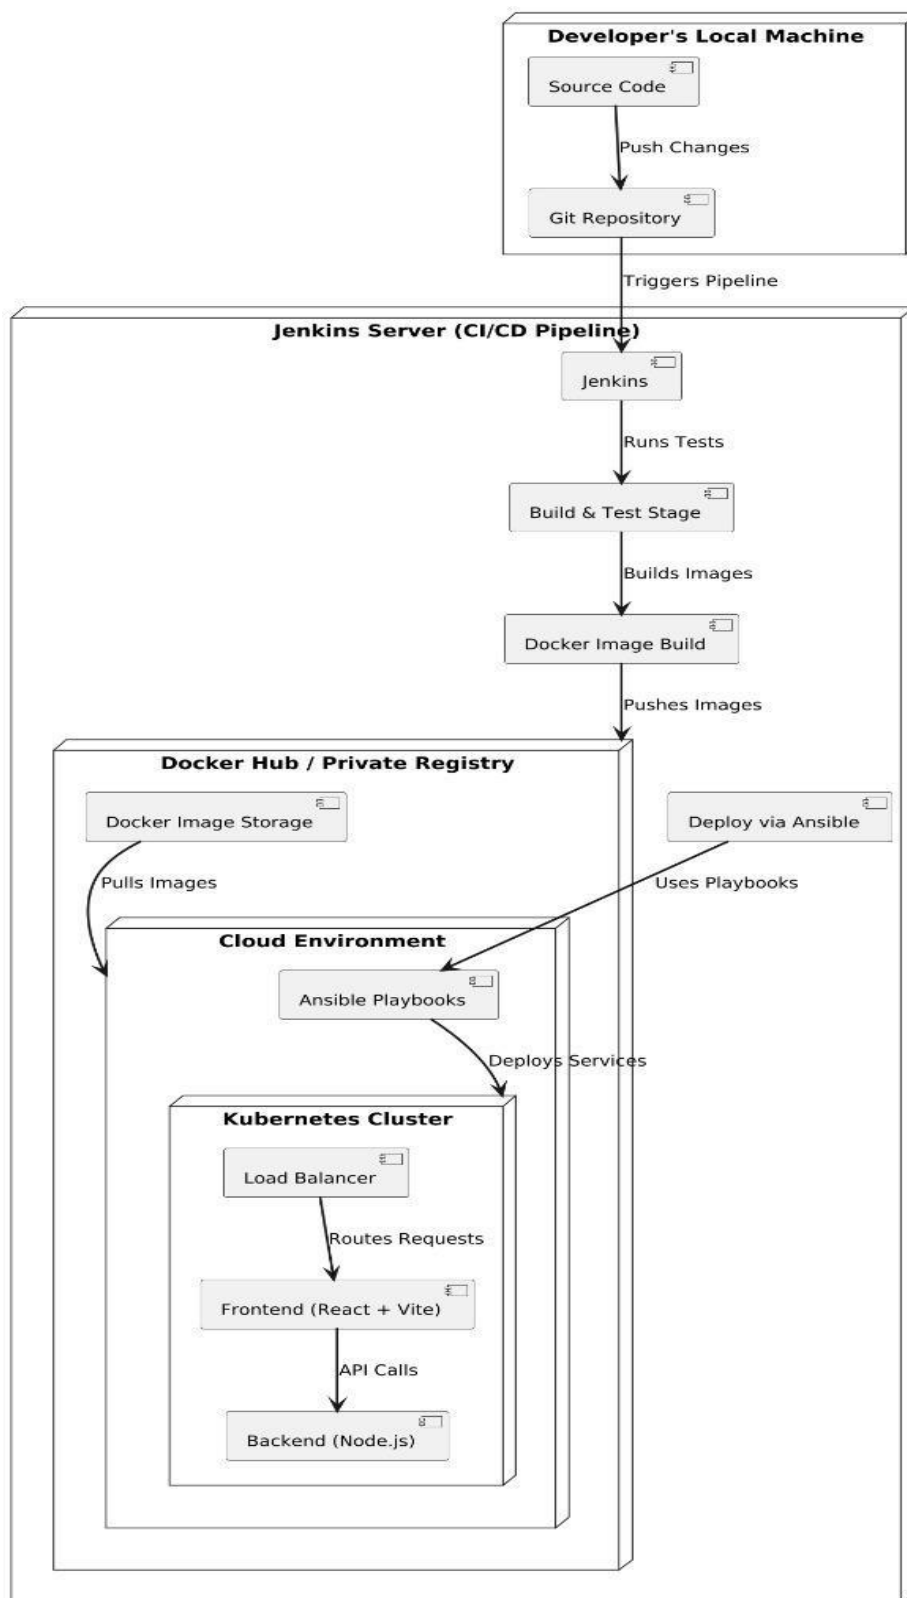 Developer's Local Machine
Source Code
Push Changes
Git Repository
Triggers Pipeline
Jenkins Server (CI/CD Pipeline)
Jenkins
Runs Tests
Build & Test Stage
Builds Images
Docker Image Build
Pushes Images
Docker Hub / Private Registry
Docker Image Storage
Deploy via Ansible
Pulls Images
Uses Playbooks
Cloud Environment
Ansible Playbooks
Deploys Services
Kubernetes Cluster
Load Balancer
Routes Requests
Frontend (React + Vite)
API Calls
Backend (Node.js)